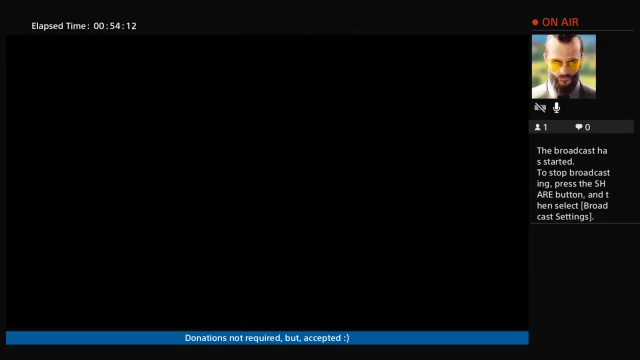 Elapsed Time: 00:54:12
ON AIR
1
0
The broadcast ha
s started.
To stop broadcast
ing, press the SH
ARE button, and t
hen select [Broad
cast Settings].
Donations not required, but, accepted :)